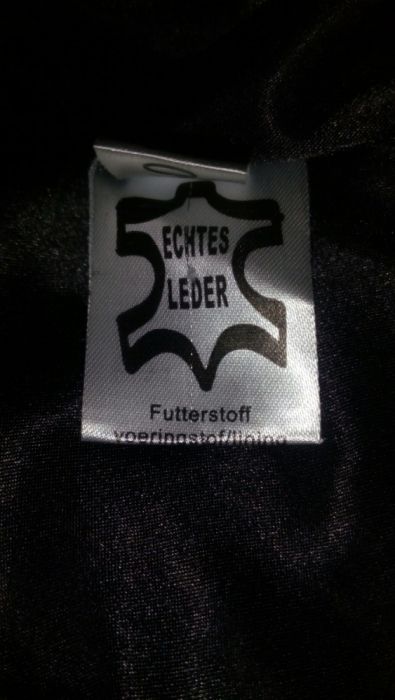 ECHTES
LEDER
Futterstoff
voeringstof/lining